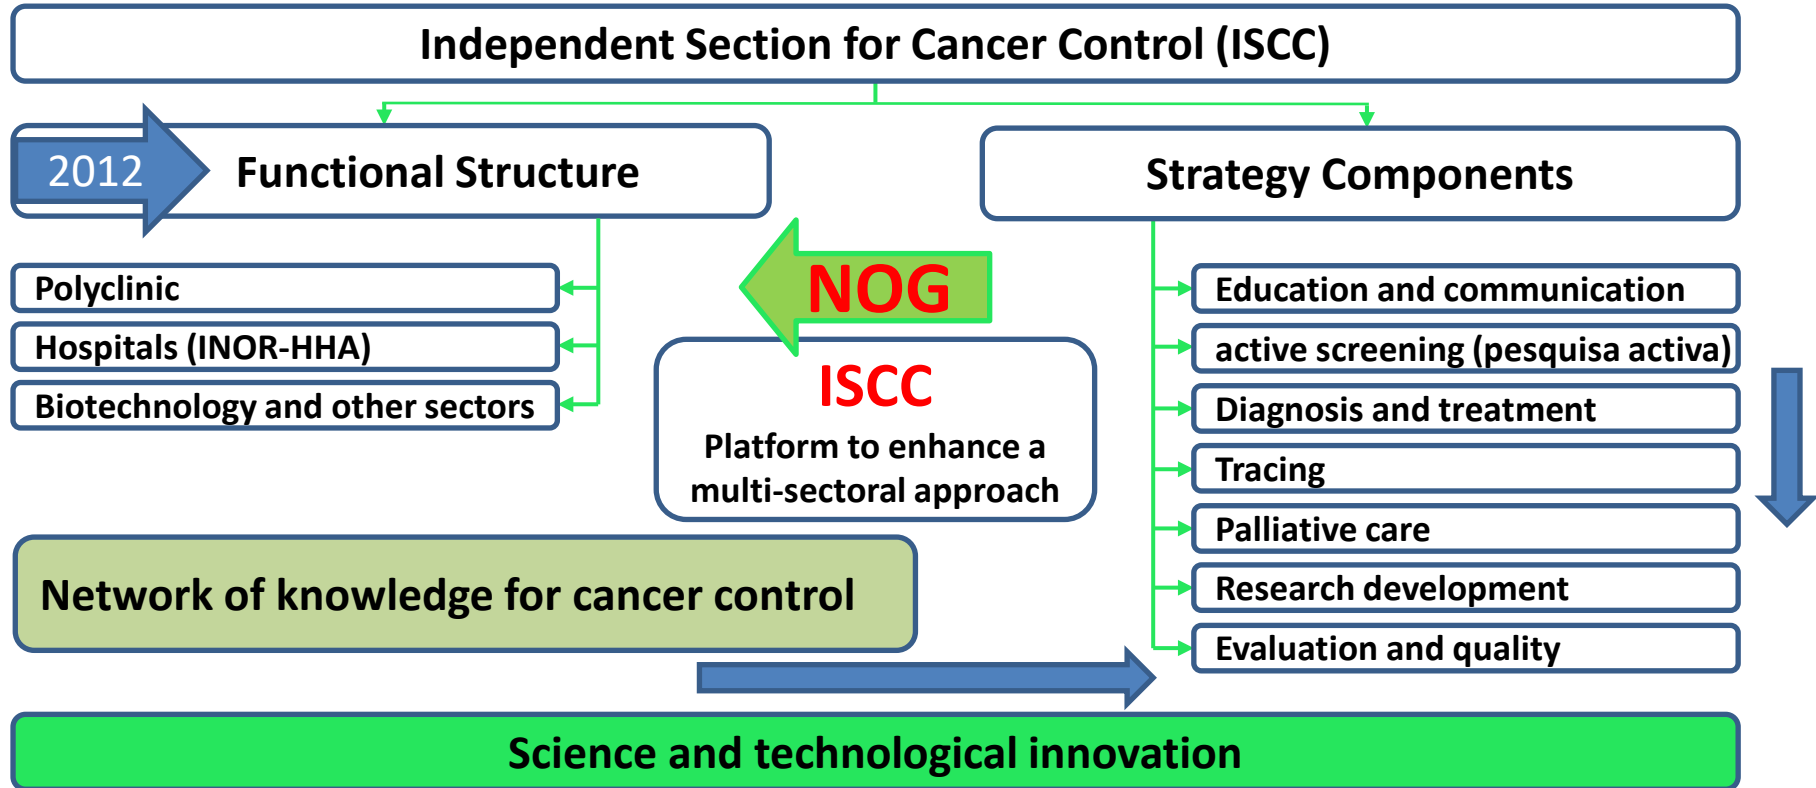 Independent Section for Cancer Control (ISCC)
2012
Functional Structure
Strategy Components
Polyclinic
Hospitals (INOR-HHA)
Biotechnology and other sectors
NOG
ISCC
Platform to enhance a
multi-sectoral approach
Education and communication
active screening (pesquisa activa)
Diagnosis and treatment
Tracing
Palliative care
Research development
Evaluation and quality
Network of knowledge for cancer control
Science and technological innovation